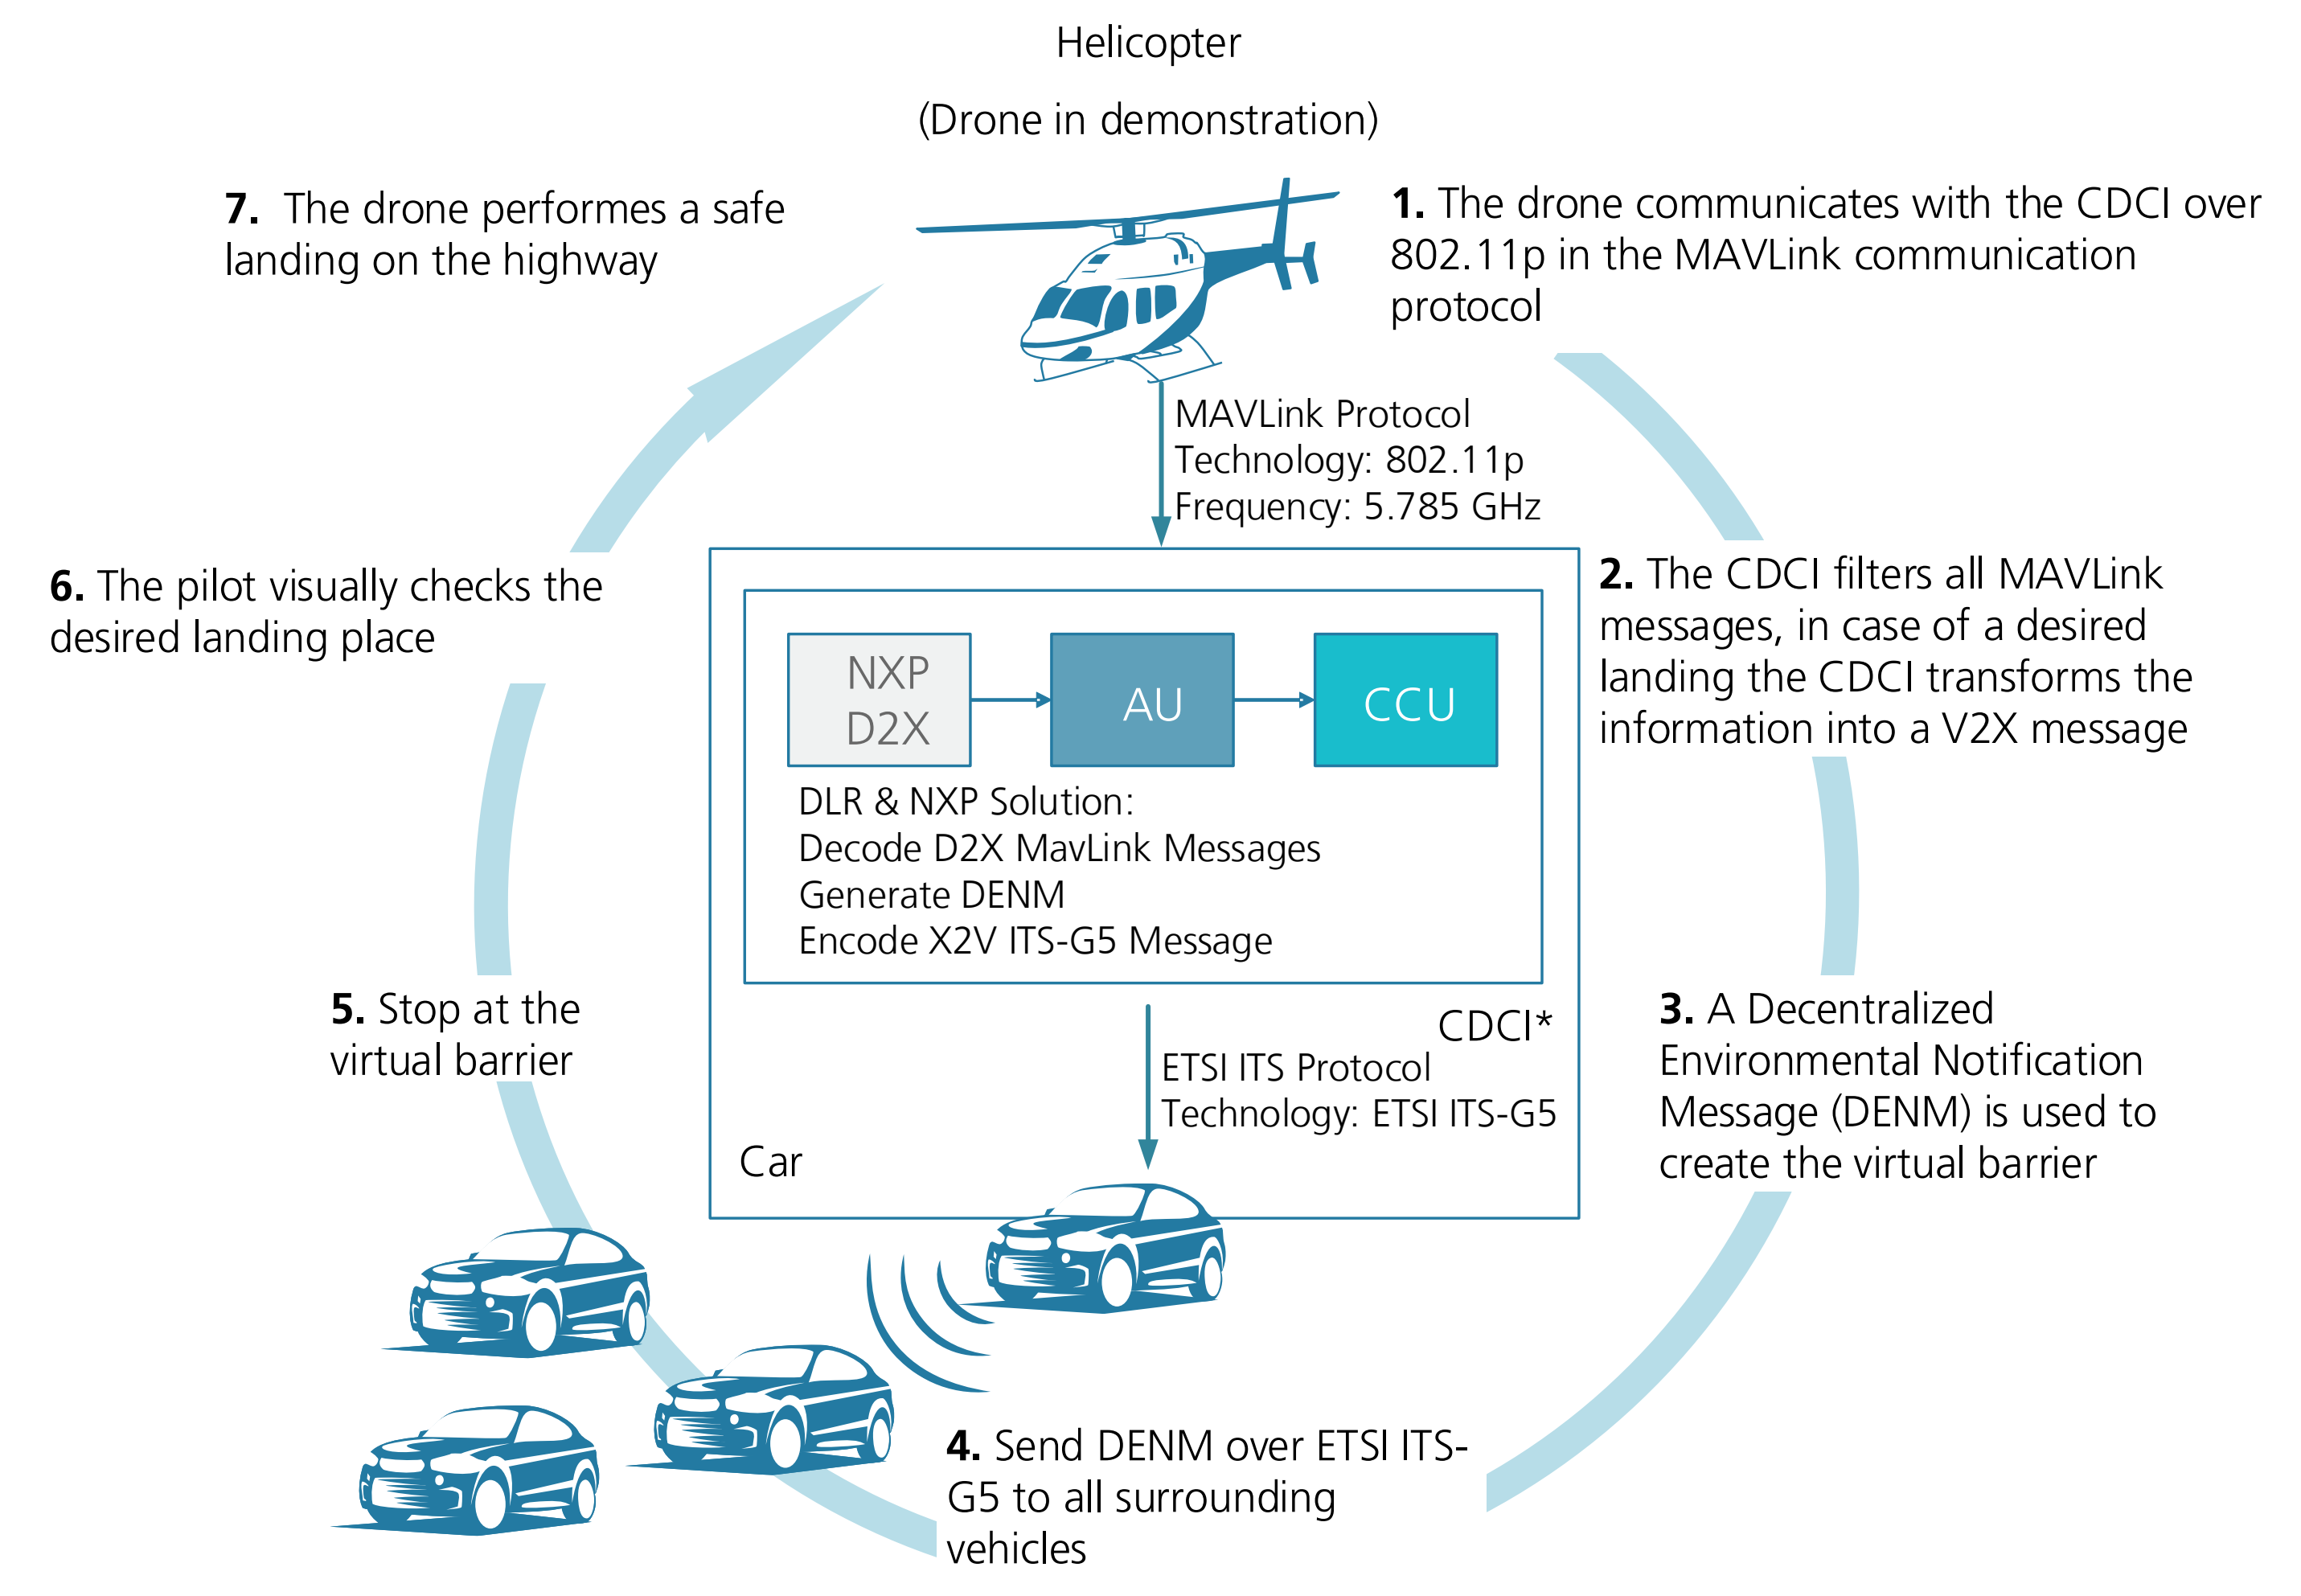 Helicopter
(Drone in demonstration)
1. The drone communicates with the CDCI over
802.11p in the MAVLink communication
protocol
MAVLink Protocol
Technology: 802.11p
Frequency: 5.785 GHz
2. The CDCI filters all MAVLink
messages, in case of a desired
landing the CDCI transforms the
information into a V2X message
NXP
D2X
AU
CCU
DLR & NXP Solution:
Decode D2X MavLink Messages
Generate DENM
Encode X2V ITS-G5 Message
CDCI*
ETSI ITS Protocol
Technology: ETSI ITS-G5
Car
3. A Decentralized
Environmental Notification
Message (DENM) is used to
create the virtual barrier
4. Send DENM over ETSI ITS-
G5 to all surrounding
vehicles
5. Stop at the
virtual barrier
6. The pilot visually checks the
desired landing place
7. The drone performes a safe
landing on the highway